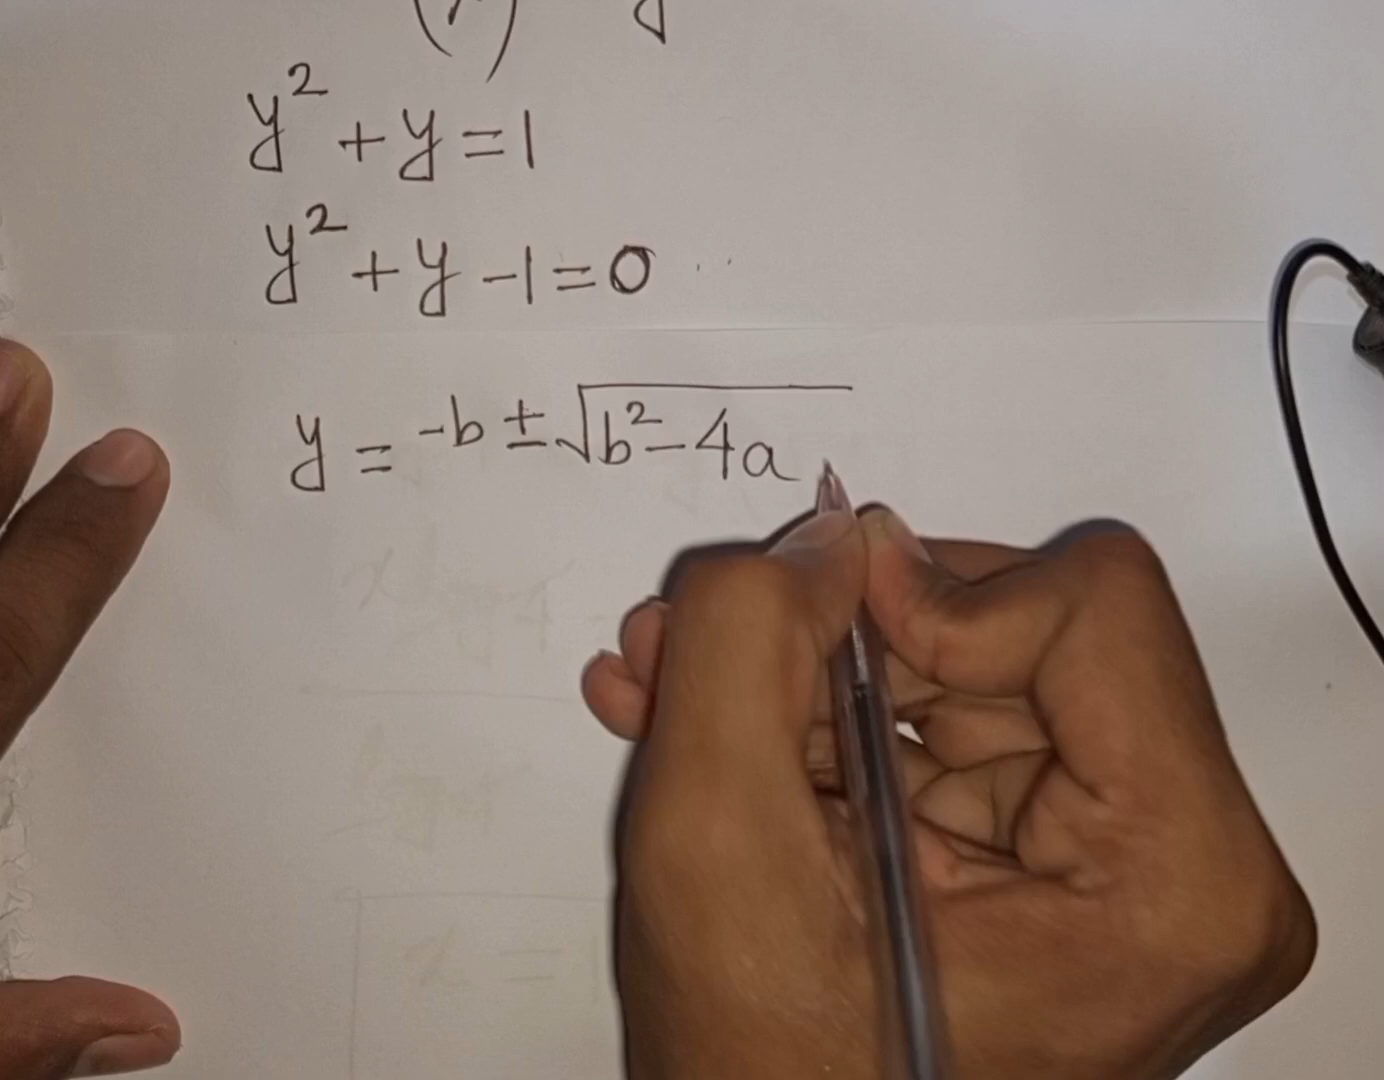 y² + y = 1
y² + y - 1 = 0
y = -b ± √b² - 4a